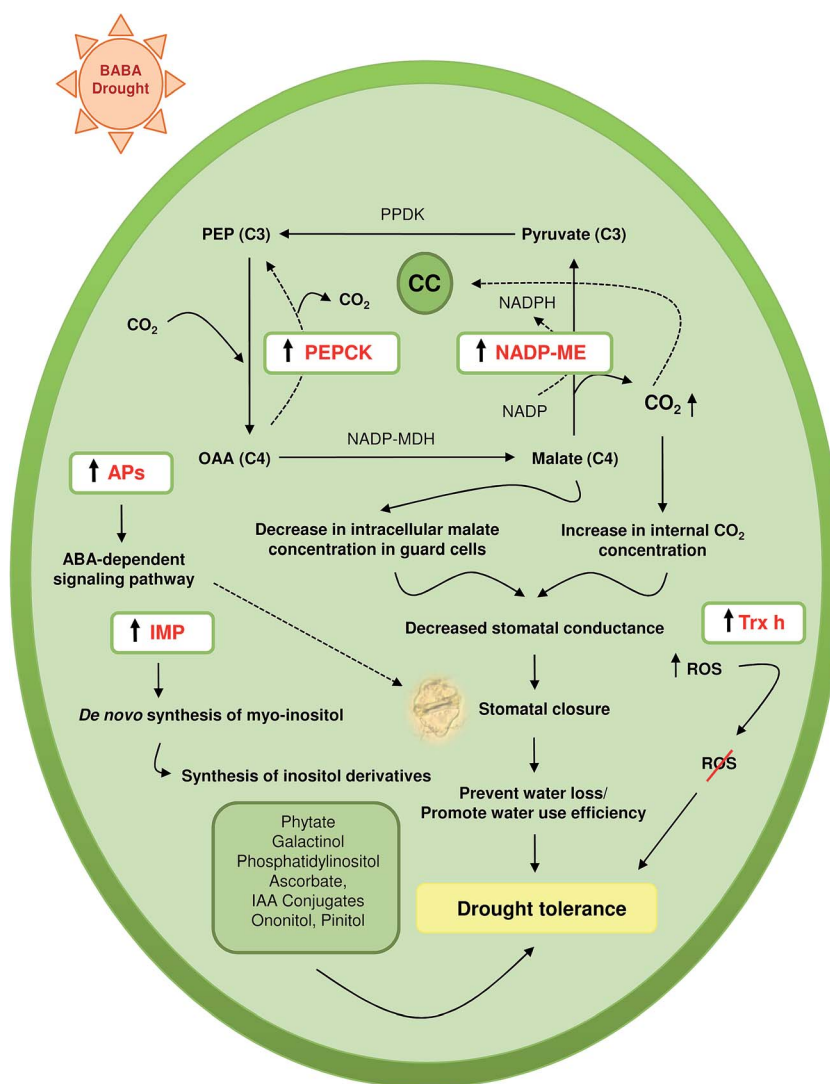 BABA
Drought
PPDK
PEP (C3)
Pyruvate (C3)
CC
CO₂
NADPH
CO₂
↑ PEPCK
↑ NADP-ME
NADP
CO₂ ↑
NADP-MDH
OAA (C4)
Malate (C4)
↑ APs
Decrease in intracellular malate
concentration in guard cells
Increase in internal CO₂
concentration
ABA-dependent
signaling pathway
↑ IMP
Decreased stomatal conductance
↑ Trx h
↑ ROS
De novo synthesis of myo-inositol
Stomatal closure
ROS
Synthesis of inositol derivatives
Prevent water loss/
Promote water use efficiency
Phytate
Galactinol
Phosphatidylinositol
Ascorbate,
IAA Conjugates
Ononitol, Pinitol
Drought tolerance